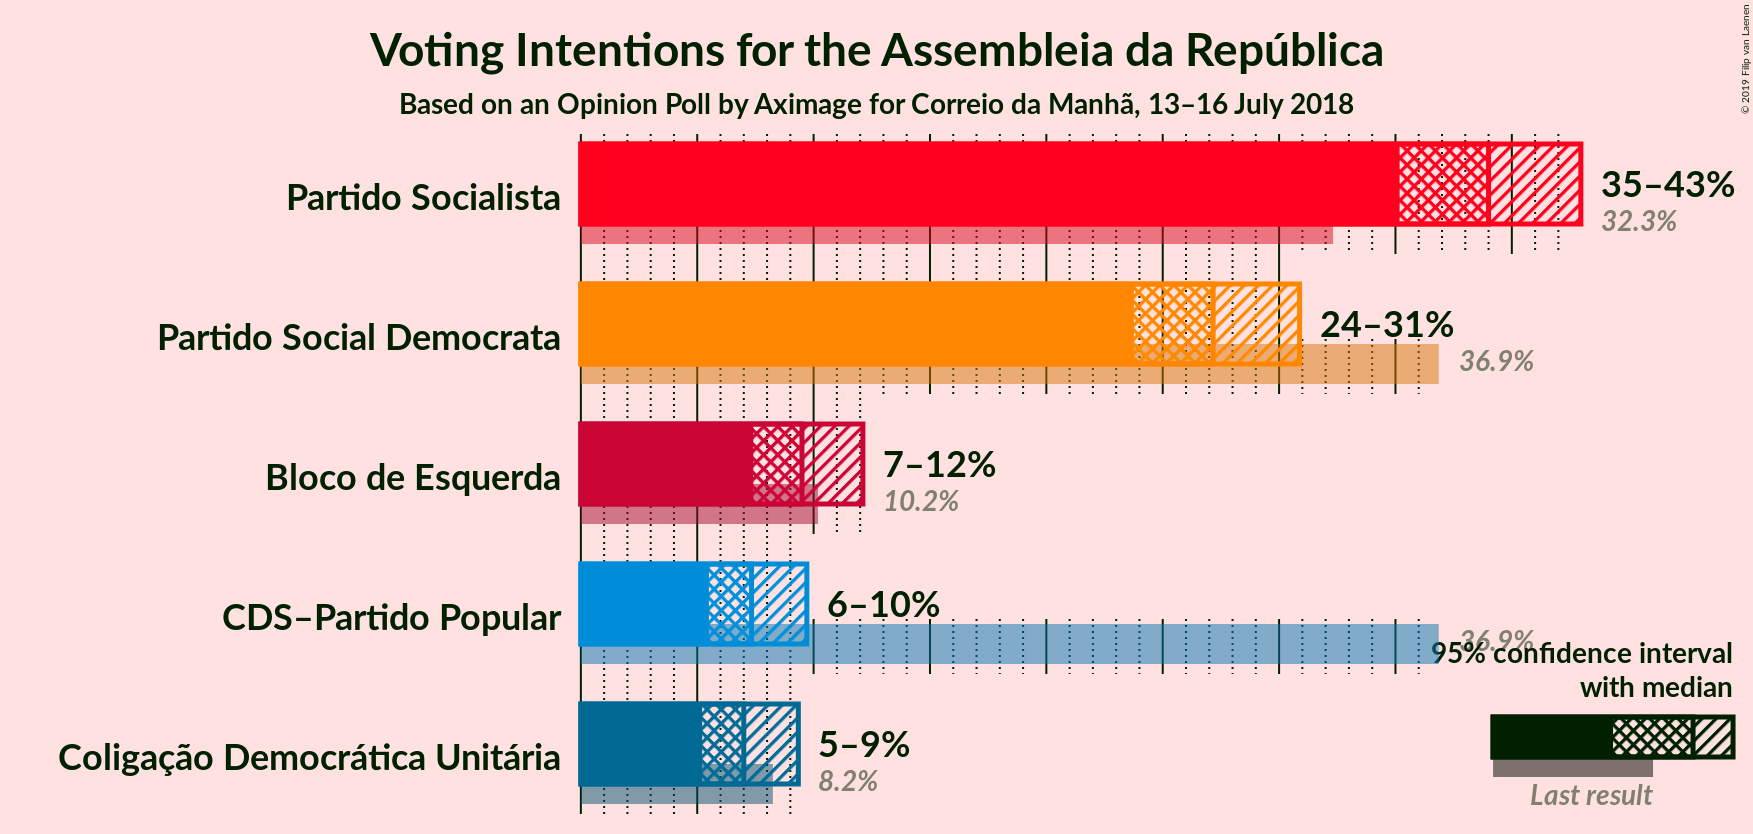 Voting Intentions for the Assembleia da República
Based on an Opinion Poll by Aximage for Correio da Manhã, 13–16 July 2018
© 2019 Filip van Laenen
Partido Socialista
35–43%
32.3%
Partido Social Democrata
24–31%
36.9%
Bloco de Esquerda
7–12%
10.2%
CDS–Partido Popular
6–10%
36.9%
Coligação Democrática Unitária
5–9%
8.2%
95% confidence interval
with median
Last result